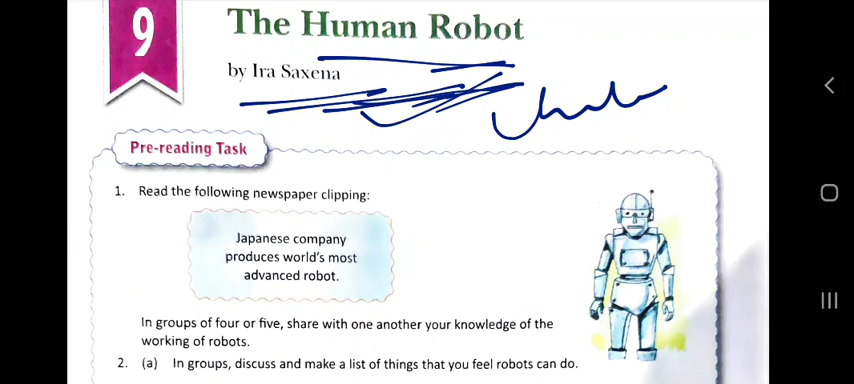 9
The Human Robot
by Ira Saxena
Pre-reading Task
1. Read the following newspaper clipping:
Japanese company
produces world's most
advanced robot.
In groups of four or five, share with one another your knowledge of the
working of robots.
2. (a) In groups, discuss and make a list of things that you feel robots can do.